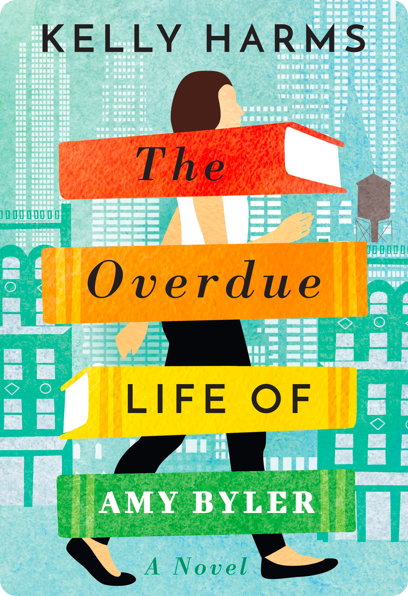 KELLY HARMS
The
Overdue
LIFE OF
AMY BYLER
A Novel